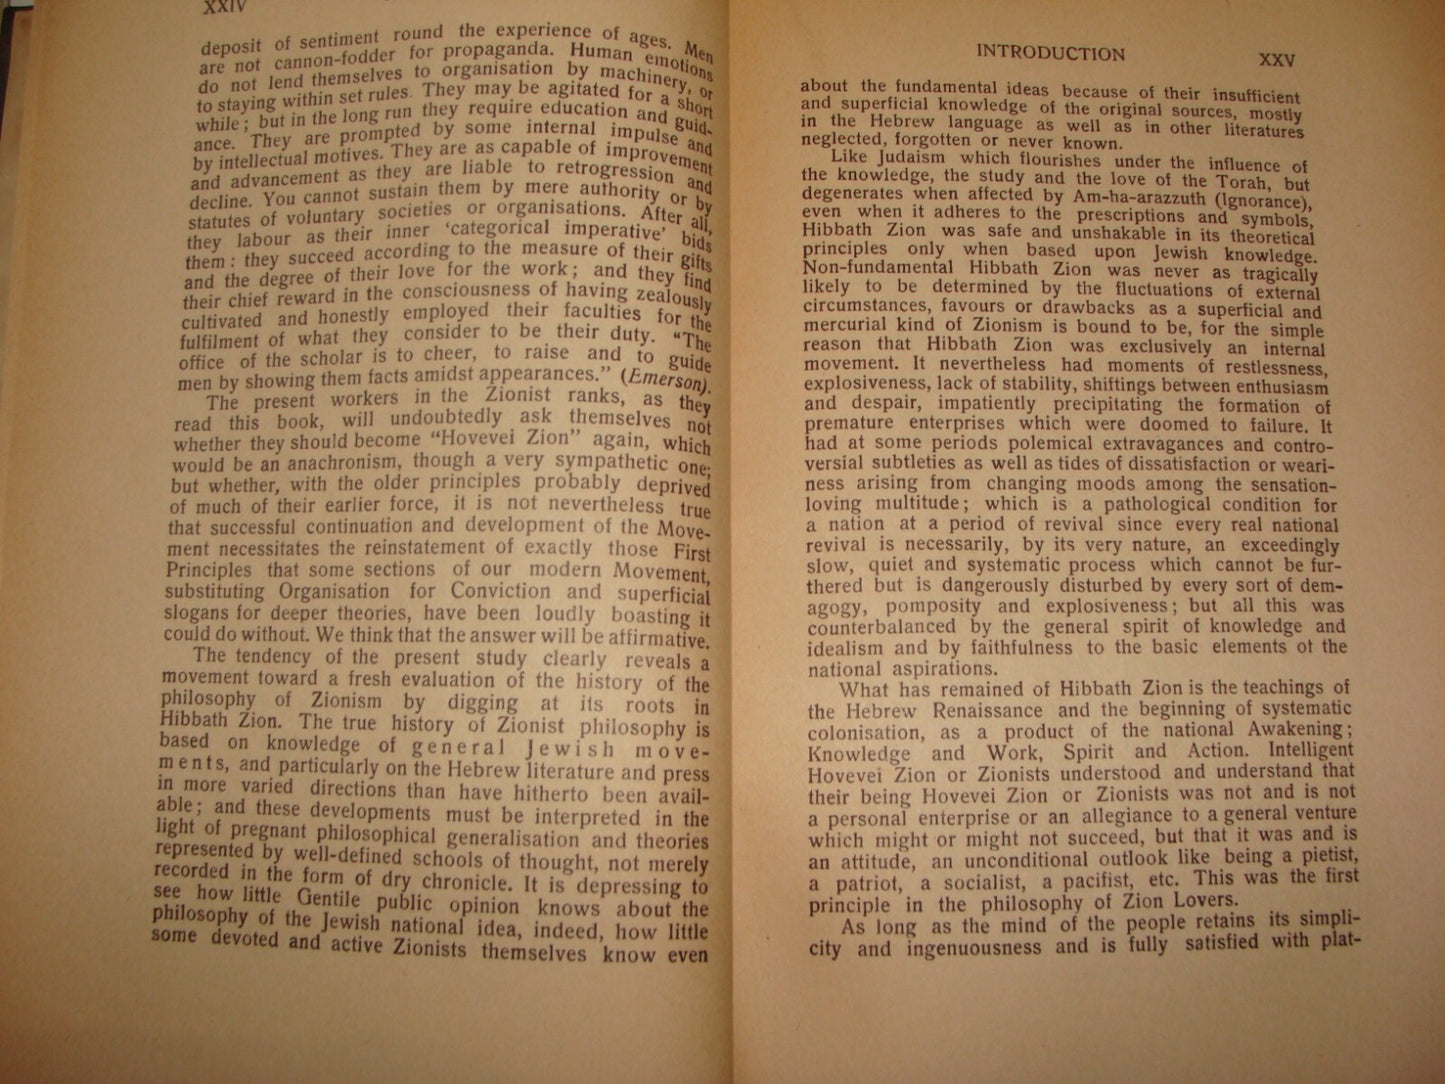 XXIV
deposit of sentiment round the experience of ages. Men
are not cannon-fodder for propaganda. Human emotions
do not lend themselves to organisation by machinery, or
to staying within set rules. They may be agitated for a short
while; but in the long run they require education and guid-
ance. They are prompted by some internal impulse and
by intellectual motives. They are as capable of improvement
and advancement as they are liable to retrogression and
decline. You cannot sustain them by mere authority or by
statutes of voluntary societies or organisations. After all,
they labour as their inner ‘categorical imperative’ bids
them: they succeed according to the measure of their gifts
and the degree of their love for the work; and they find
their chief reward in the consciousness of having zealously
cultivated and honestly employed their faculties for the
fulfilment of what they consider to be their duty. “The
office of the scholar is to cheer, to raise and to guide
men by showing them facts amidst appearances.” (Emerson).
The present workers in the Zionist ranks, as they
read this book, will undoubtedly ask themselves not
whether they should become “Hovevei Zion” again, which
would be an anachronism, though a very sympathetic one;
but whether, with the older principles probably deprived
of much of their earlier force, it is not nevertheless true
that successful continuation and development of the Move-
ment necessitates the reinstatement of exactly those First
Principles that some sections of our modern Movement,
substituting Organisation for Conviction and superficial
slogans for deeper theories, have been loudly boasting it
could do without. We think that the answer will be affirmative.
The tendency of the present study clearly reveals a
movement toward a fresh evaluation of the history of the
philosophy of Zionism by digging at its roots in
Hibbath Zion. The true history of Zionist philosophy is
based on knowledge of general Jewish move-
ments, and particularly on the Hebrew literature and press
in more varied directions than have hitherto been avail-
able; and these developments must be interpreted in the
light of pregnant philosophical generalisation and theories
represented by well-defined schools of thought, not merely
recorded in the form of dry chronicle. It is depressing to
see how little Gentile public opinion knows about the
philosophy of the Jewish national idea, indeed, how little
some devoted and active Zionists themselves know even
INTRODUCTION XXV
about the fundamental ideas because of their insufficient
and superficial knowledge of the original sources, mostly
in the Hebrew language as well as in other literatures
neglected, forgotten or never known.
Like Judaism which flourishes under the influence of
the knowledge, the study and the love of the Torah, but
degenerates when affected by Am-ha-arazzuth (Ignorance),
even when it adheres to the prescriptions and symbols,
Hibbath Zion was safe and unshakable in its theoretical
principles only when based upon Jewish knowledge.
Non-fundamental Hibbath Zion was never as tragically
likely to be determined by the fluctuations of external
circumstances, favours or drawbacks as a superficial and
mercurial kind of Zionism is bound to be, for the simple
reason that Hibbath Zion was exclusively an internal
movement. It nevertheless had moments of restlessness,
explosiveness, lack of stability, shiftings between enthusiasm
and despair, impatiently precipitating the formation of
premature enterprises which were doomed to failure. It
had at some periods polemical extravagances and contro-
versial subtleties as well as tides of dissatisfaction or weari-
ness arising from changing moods among the sensation-
loving multitude; which is a pathological condition for
a nation at a period of revival since every real national
revival is necessarily, by its very nature, an exceedingly
slow, quiet and systematic process which cannot be fur-
thered but is dangerously disturbed by every sort of dem-
agogy, pomposity and explosiveness; but all this was
counterbalanced by the general spirit of knowledge and
idealism and by faithfulness to the basic elements of the
national aspirations.
What has remained of Hibbath Zion is the teachings of
the Hebrew Renaissance and the beginning of systematic
colonisation, as a product of the national Awakening;
Knowledge and Work, Spirit and Action. Intelligent
Hovevei Zion or Zionists understood and understand that
their being Hovevei Zion or Zionists was not and is not
a personal enterprise or an allegiance to a general venture
which might or might not succeed, but that it was and is
an attitude, an unconditional outlook like being a pietist,
a patriot, a socialist, a pacifist, etc. This was the first
principle in the philosophy of Zion Lovers.
As long as the mind of the people retains its simpli-
city and ingenuousness and is fully satisfied with plat-